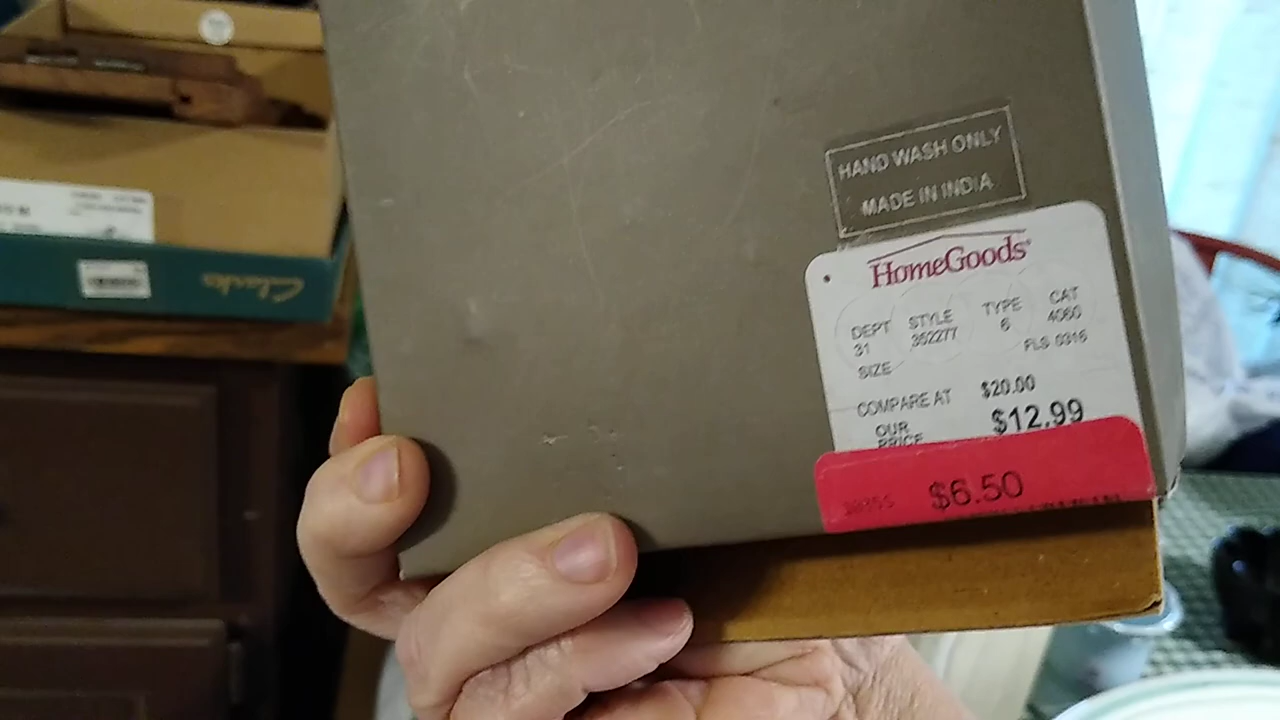 HAND WASH ONLY
MADE IN INDIA
HomeGoods
DEPT STYLE TYPE CAT
31 352277 6 4060
SIZE FLS 0316
COMPARE AT $20.00
OUR PRICE $12.99
$6.50
Clarks